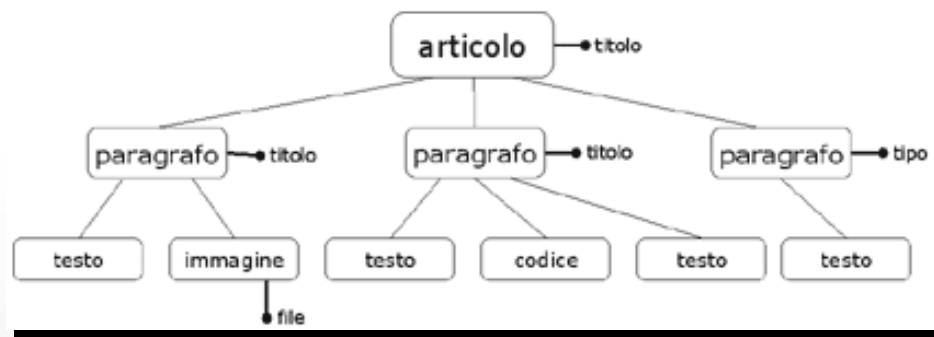 articolo titolo
paragrafo titolo paragrafo titolo paragrafo tipo
testo immagine testo codice testo testo
file